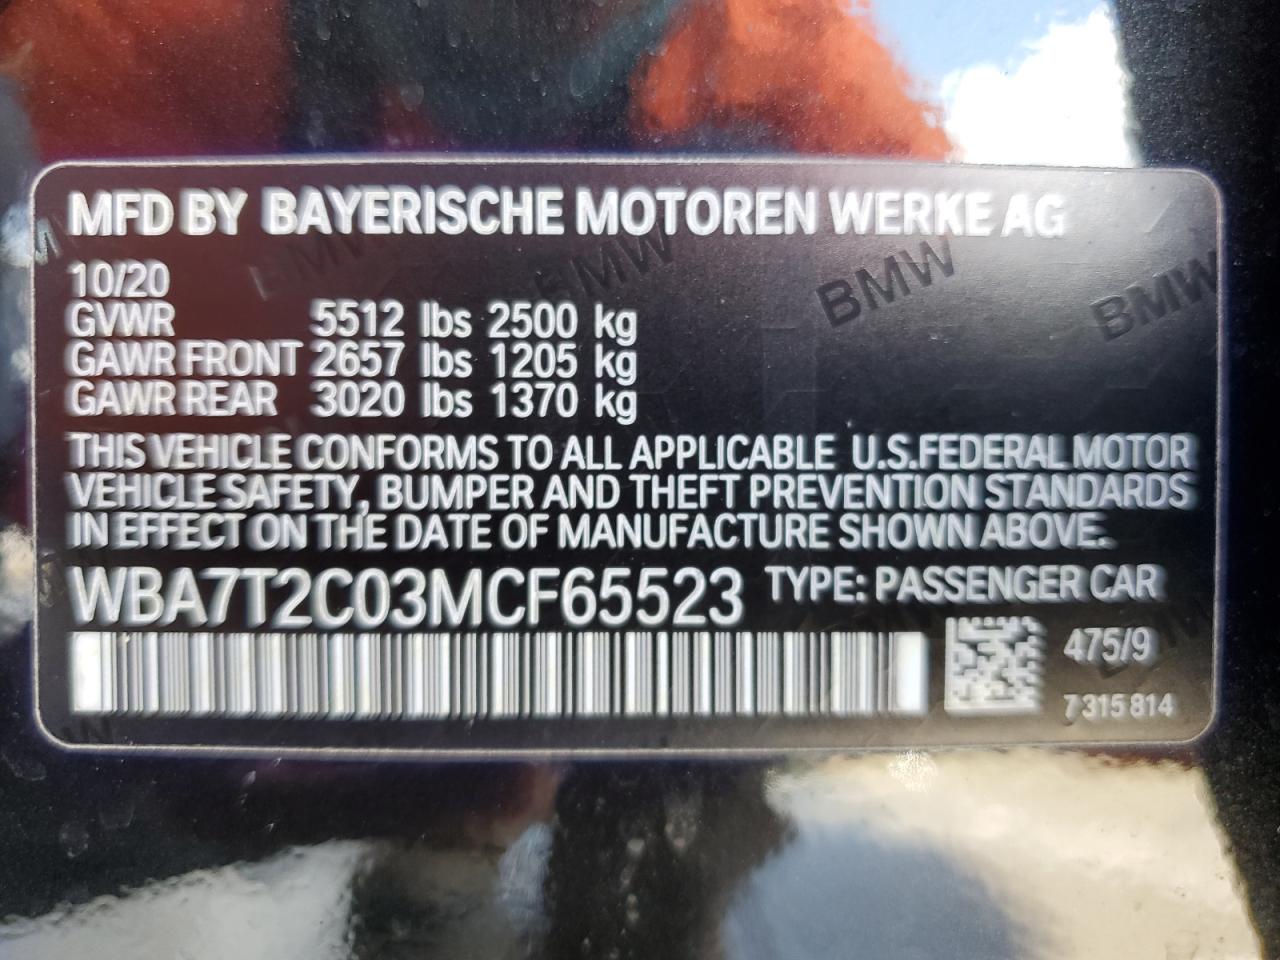 MFD BY BAYERISCHE MOTOREN WERKE AG
10/20
GVWR 5512 lbs 2500 kg
GAWR FRONT 2657 lbs 1205 kg
GAWR REAR 3020 lbs 1370 kg
THIS VEHICLE CONFORMS TO ALL APPLICABLE U.S.FEDERAL MOTOR
VEHICLE SAFETY, BUMPER AND THEFT PREVENTION STANDARDS
IN EFFECT ON THE DATE OF MANUFACTURE SHOWN ABOVE.
WBA7T2C03MCF65523 TYPE: PASSENGER CAR
475/9
7315814
BMW
BMW
BMW
BMW